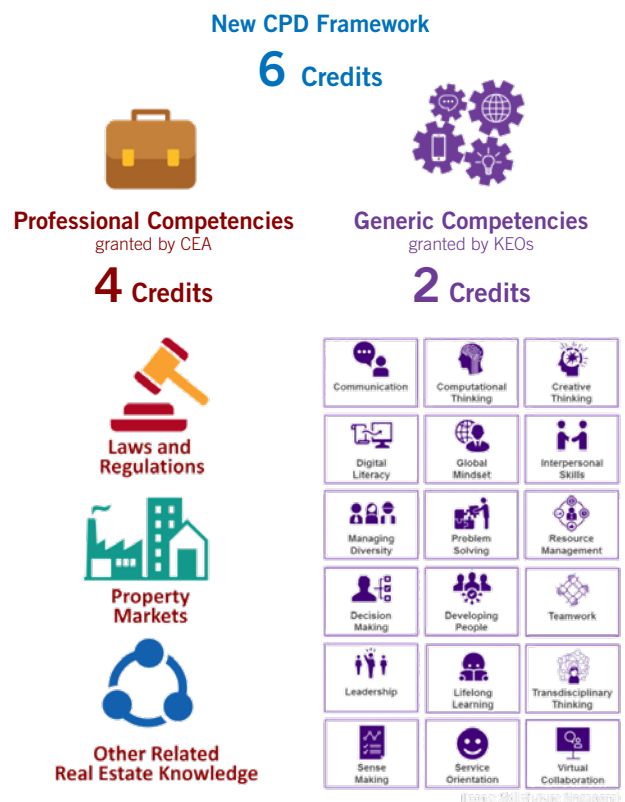 New CPD Framework
6 Credits
Professional Competencies
granted by CEA
4 Credits
Generic Competencies
granted by KEOs
2 Credits
Laws and
Regulations
Property
Markets
Other Related
Real Estate Knowledge
Communication
Computational
Thinking
Creative
Thinking
Digital
Literacy
Global
Mindset
Interpersonal
Skills
Managing
Diversity
Problem
Solving
Resource
Management
Decision
Making
Developing
People
Teamwork
Leadership
Lifelong
Learning
Transdisciplinary
Thinking
Sense
Making
Service
Orientation
Virtual
Collaboration